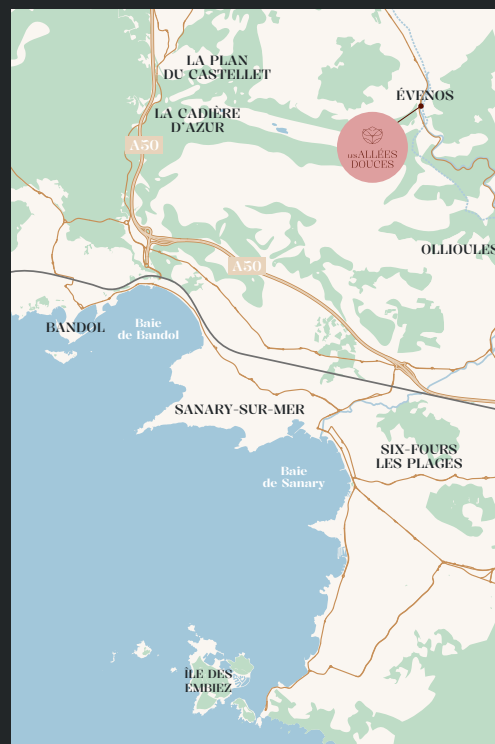 LA PLAN
DU CASTELLET
ÉVENOS
LA CADIÈRE
D'AZUR
A50
LES ALLÉES
DOUCES
OLLIOULES
A50
BANDOL
Baie
de Bandol
SANARY-SUR-MER
SIX-FOURS
LES PLAGES
Baie
de Sanary
ÎLE DES
EMBIEZ